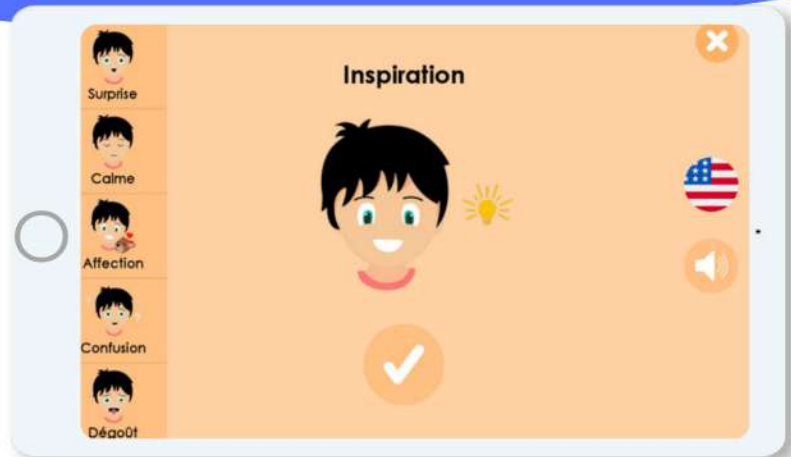 Inspiration
Surprise
Calme
Affection
Confusion
Dégoût